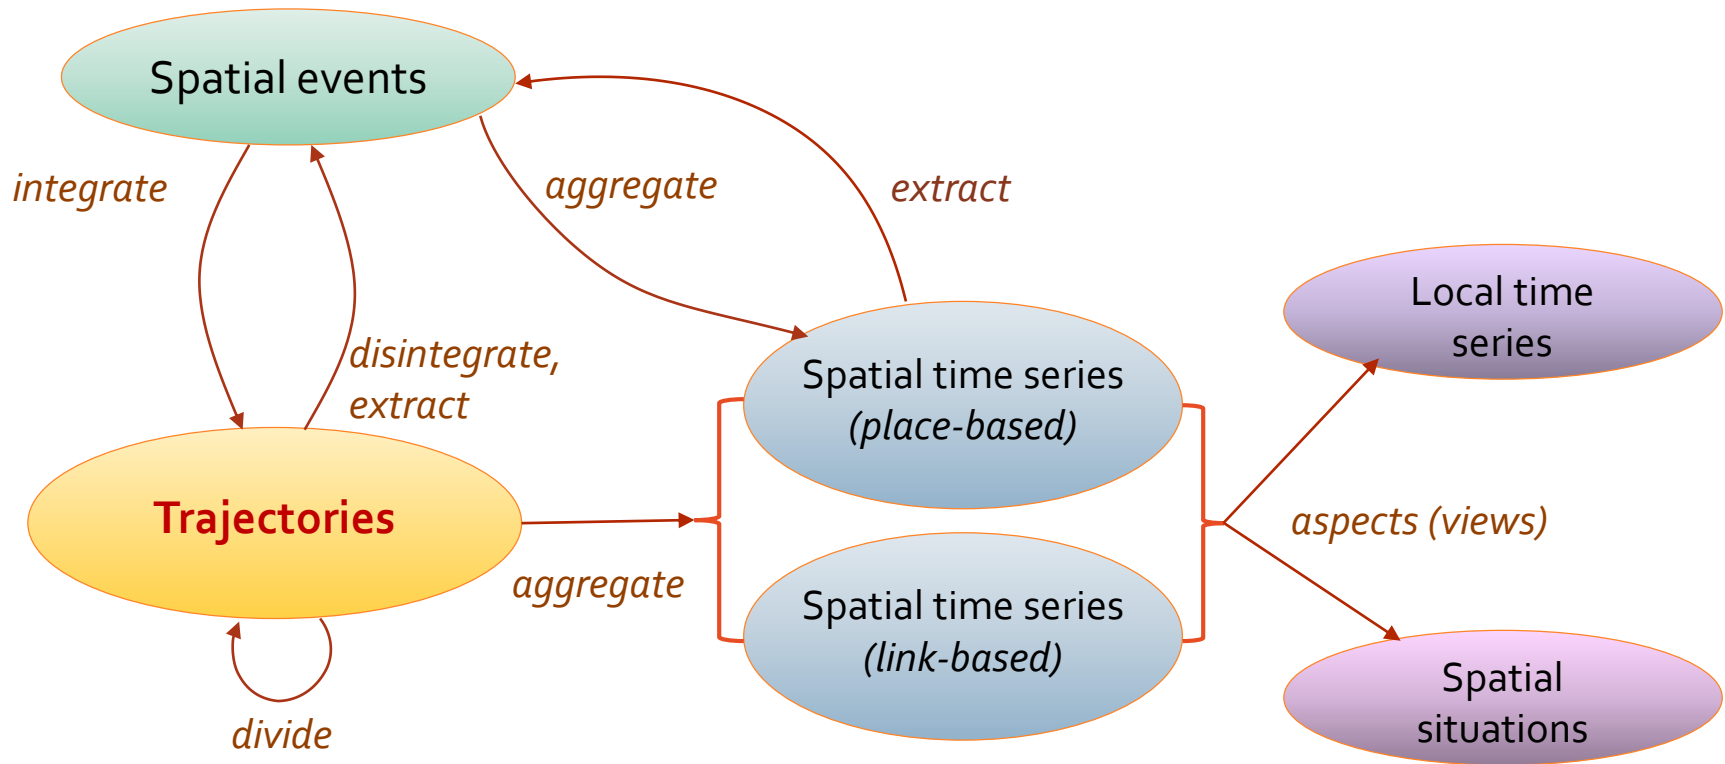 Spatial events
integrate
aggregate
extract
disintegrate,
extract
Trajectories
divide
aggregate
Spatial time series
(place-based)
Spatial time series
(link-based)
Local time
series
aspects (views)
Spatial
situations